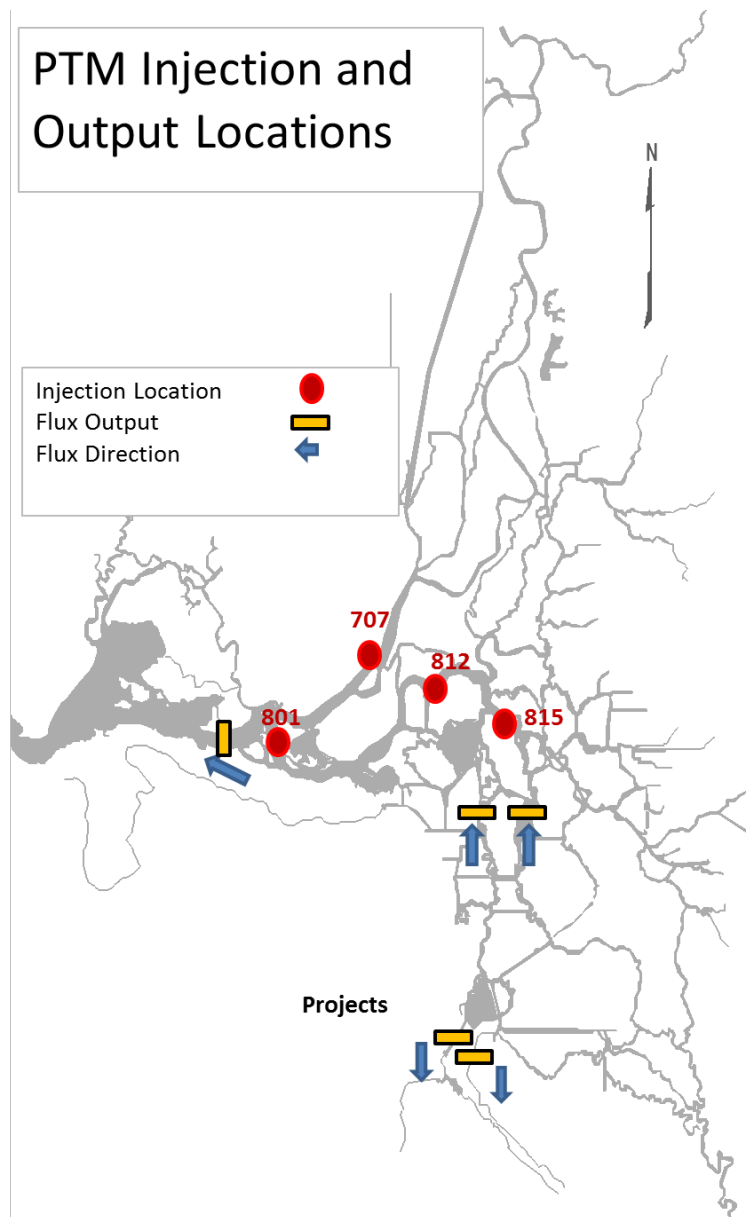 PTM Injection and
Output Locations
N
Injection Location
Flux Output
Flux Direction
707
812
801
815
Projects